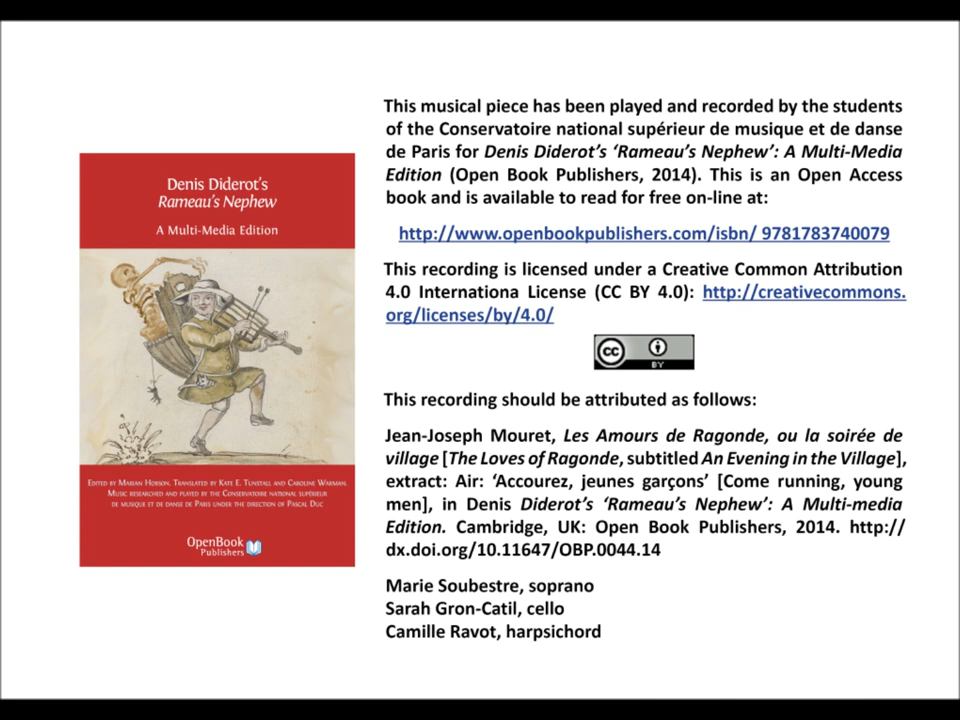 Denis Diderot's
Rameau's Nephew
A Multi-Media Edition
Edited by Marian Hobson. Translated by Kate E. Tunstall and Caroline Warman.
Music researched and played by the Conservatoire national supérieur
de musique et de danse de Paris under the direction of Pascal Duc
OpenBook
Publishers
This musical piece has been played and recorded by the students
of the Conservatoire national supérieur de musique et de danse
de Paris for Denis Diderot's ‘Rameau's Nephew’: A Multi-Media
Edition (Open Book Publishers, 2014). This is an Open Access
book and is available to read for free on-line at:
http://www.openbookpublishers.com/isbn/ 9781783740079
This recording is licensed under a Creative Common Attribution
4.0 Internationa License (CC BY 4.0): http://creativecommons.
org/licenses/by/4.0/
cc
BY
This recording should be attributed as follows:
Jean-Joseph Mouret, Les Amours de Ragonde, ou la soirée de
village [The Loves of Ragonde, subtitled An Evening in the Village],
extract: Air: ‘Accourez, jeunes garçons’ [Come running, young
men], in Denis Diderot's ‘Rameau's Nephew’: A Multi-media
Edition. Cambridge, UK: Open Book Publishers, 2014. http://
dx.doi.org/10.11647/OBP.0044.14
Marie Soubestre, soprano
Sarah Gron-Catil, cello
Camille Ravot, harpsichord